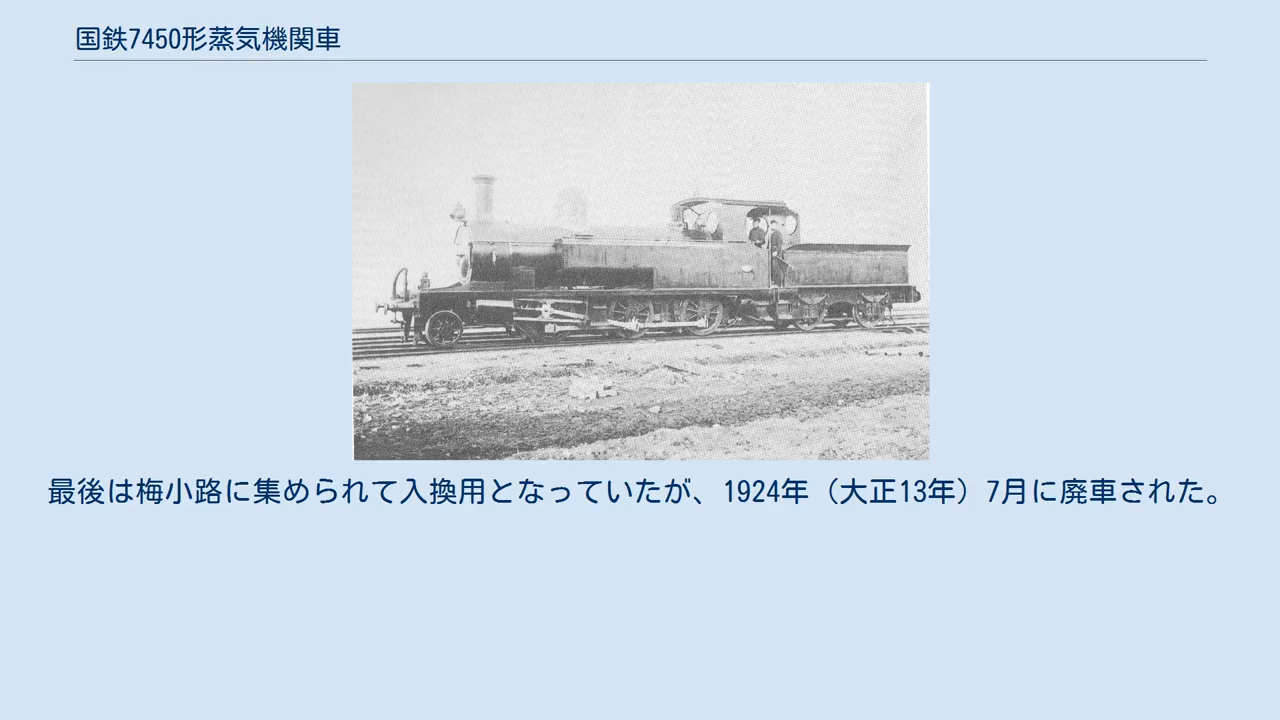 国鉄7450形蒸気機関車
最後は梅小路に集められて入換用となっていたが、1924年（大正13年）7月に廃車された。